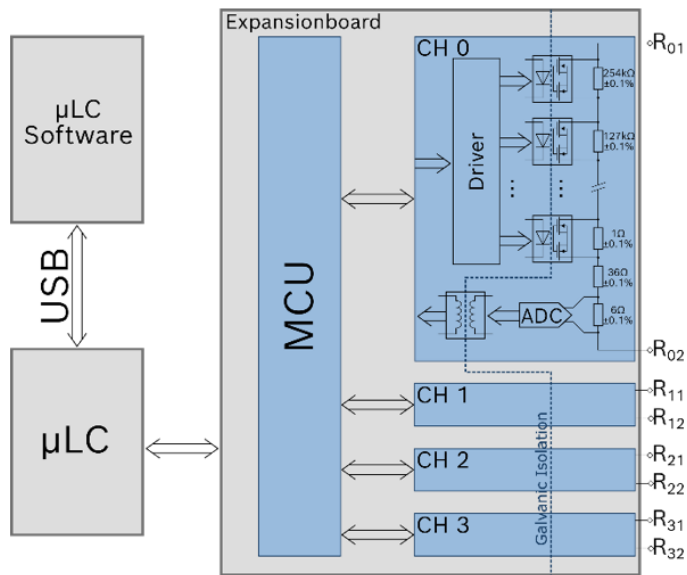 Expansionboard
µLC
Software
USB
µLC
MCU
CH 0
Driver
254kΩ
±0.1%
127kΩ
±0.1%
...
...
1Ω
±0.1%
36Ω
±0.1%
6Ω
±0.1%
ADC
CH 1
CH 2
CH 3
Galvanic Isolation
R01
R02
R11
R12
R21
R22
R31
R32